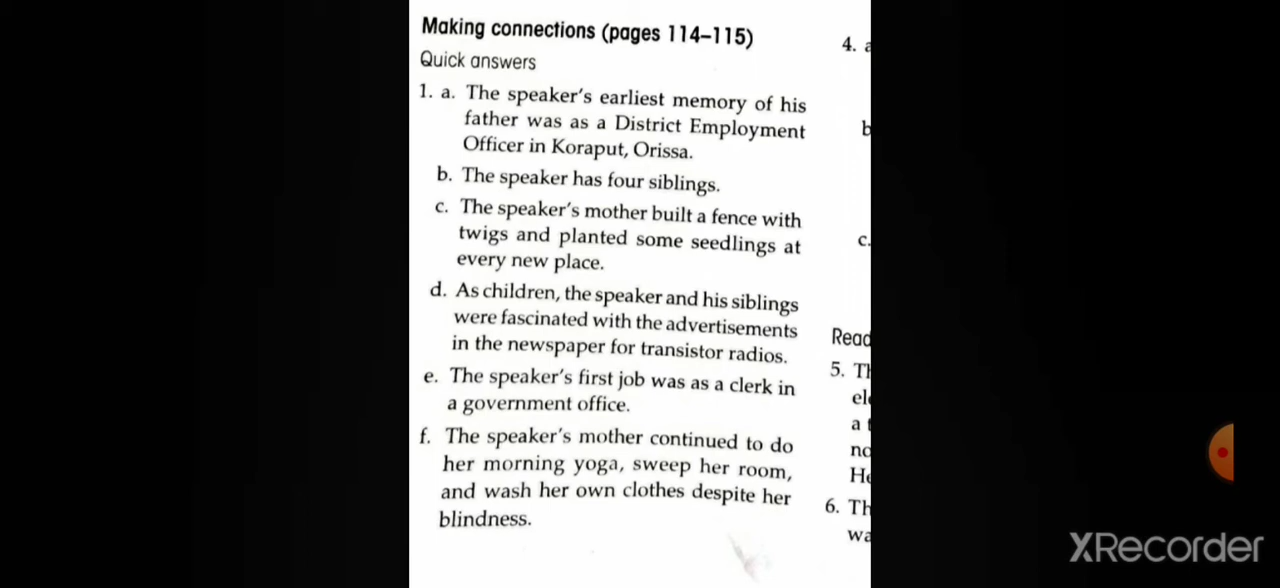 Making connections (pages 114–115)
Quick answers
1. a. The speaker's earliest memory of his
father was as a District Employment
Officer in Koraput, Orissa.
b. The speaker has four siblings.
c. The speaker's mother built a fence with
twigs and planted some seedlings at
every new place.
d. As children, the speaker and his siblings
were fascinated with the advertisements
in the newspaper for transistor radios.
e. The speaker's first job was as a clerk in
a government office.
f. The speaker's mother continued to do
her morning yoga, sweep her room,
and wash her own clothes despite her
blindness.
4. a
b
c.
Read
5.
a
6.
XRecorder